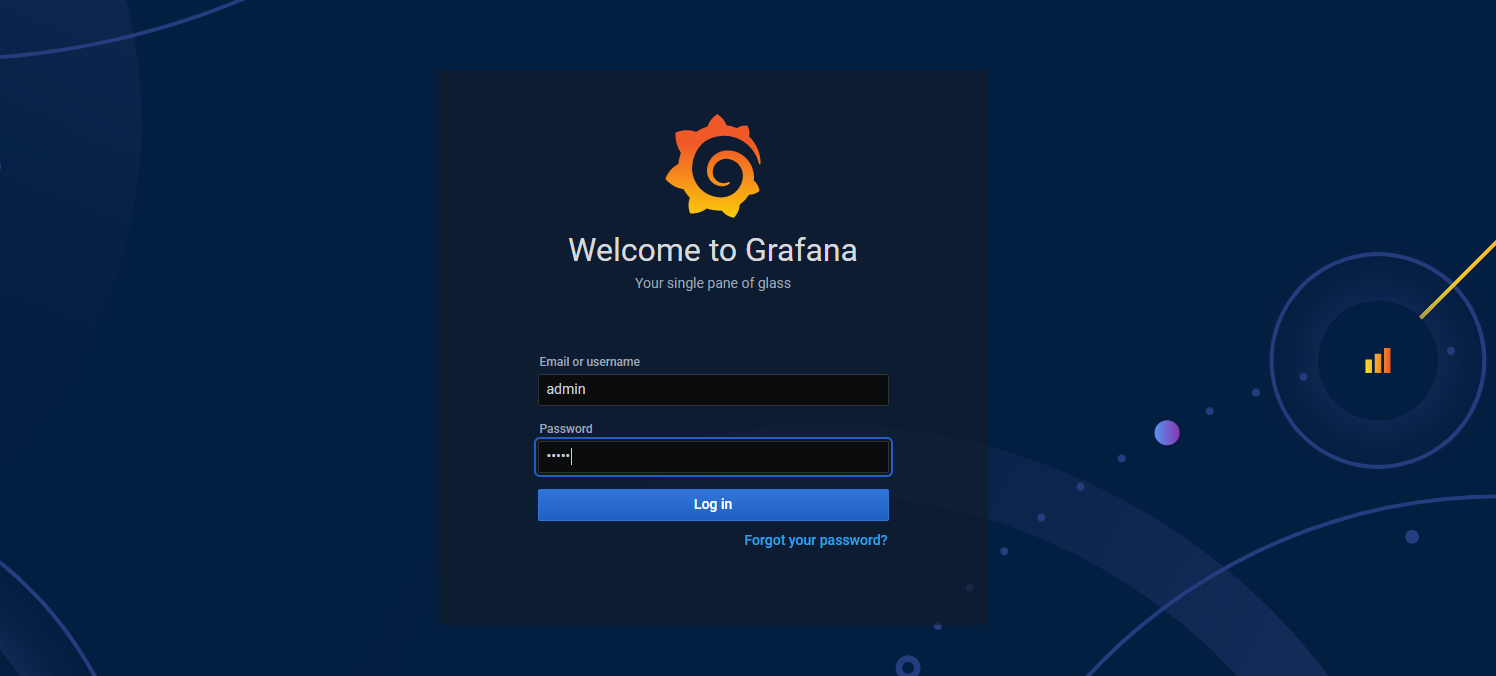 Welcome to Grafana
Your single pane of glass
Email or username
admin
Password
•••••
Log in
Forgot your password?